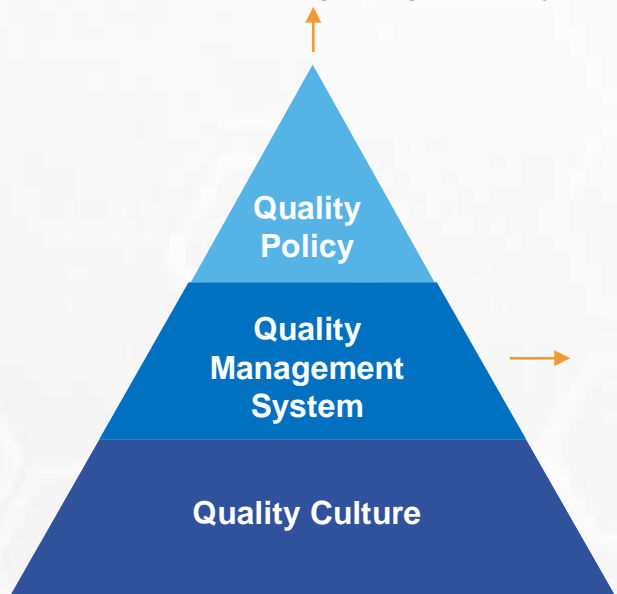 Quality
Policy
Quality
Management
System
Quality Culture